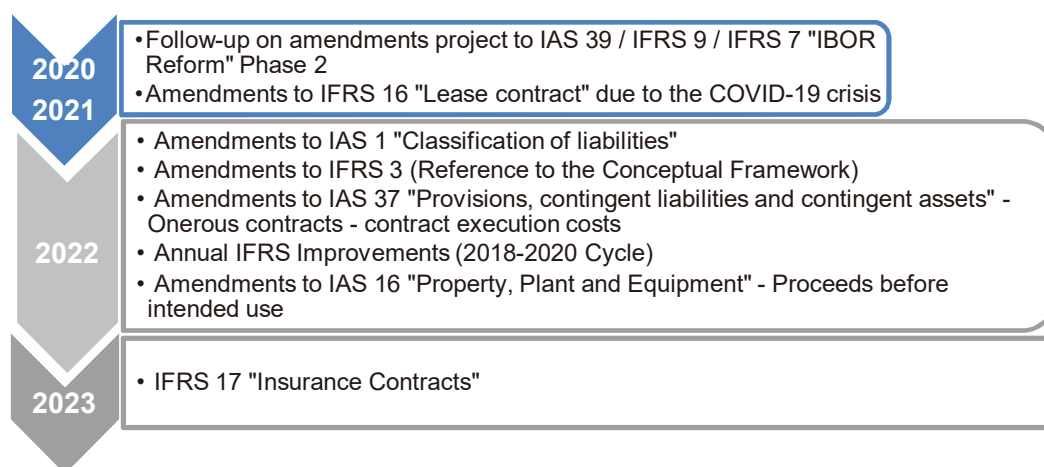 2020
2021
•Follow-up on amendments project to IAS 39 / IFRS 9 / IFRS 7 "IBOR
Reform" Phase 2
•Amendments to IFRS 16 "Lease contract" due to the COVID-19 crisis
2022
• Amendments to IAS 1 "Classification of liabilities"
• Amendments to IFRS 3 (Reference to the Conceptual Framework)
• Amendments to IAS 37 "Provisions, contingent liabilities and contingent assets" -
Onerous contracts - contract execution costs
• Annual IFRS Improvements (2018-2020 Cycle)
• Amendments to IAS 16 "Property, Plant and Equipment" - Proceeds before
intended use
2023
• IFRS 17 "Insurance Contracts"